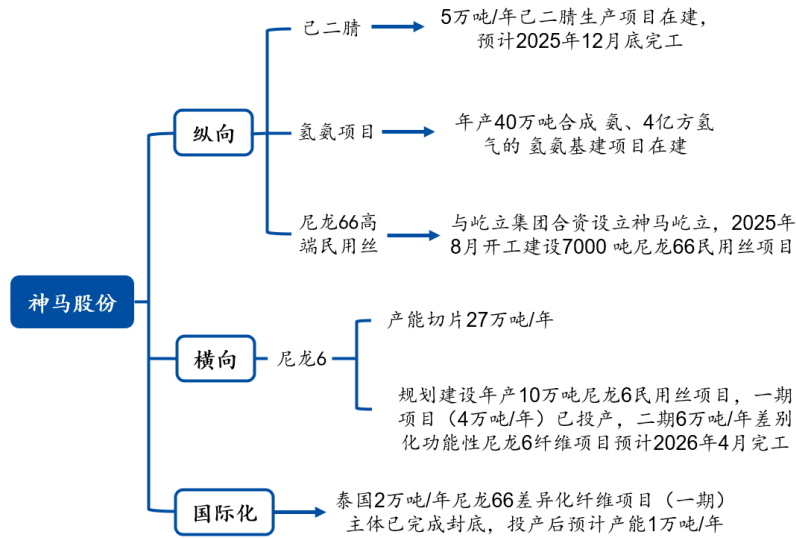 神马股份
纵向
己二腈
5万吨/年己二腈生产项目在建，
预计2025年12月底完工
氢氨项目
年产40万吨合成 氨、4亿方氢
气的 氢氨基建项目在建
尼龙66高
端民用丝
与屹立集团合资设立神马屹立，2025年
8月开工建设7000 吨尼龙66民用丝项目
横向
尼龙6
产能切片27万吨/年
规划建设年产10万吨尼龙6民用丝项目，一期
项目（4万吨/年）已投产，二期6万吨/年差别
化功能性尼龙6纤维项目预计2026年4月完工
国际化
泰国2万吨/年尼龙66差异化纤维项目（一期）
主体已完成封底，投产后预计产能1万吨/年